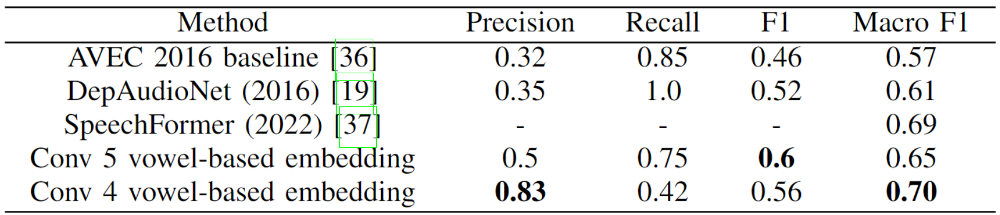 Method Precision Recall F1 Macro F1
AVEC 2016 baseline [36] 0.32 0.85 0.46 0.57
DepAudioNet (2016) [19] 0.35 1.0 0.52 0.61
SpeechFormer (2022) [37] - - - 0.69
Conv 5 vowel-based embedding 0.5 0.75 0.6 0.65
Conv 4 vowel-based embedding 0.83 0.42 0.56 0.70